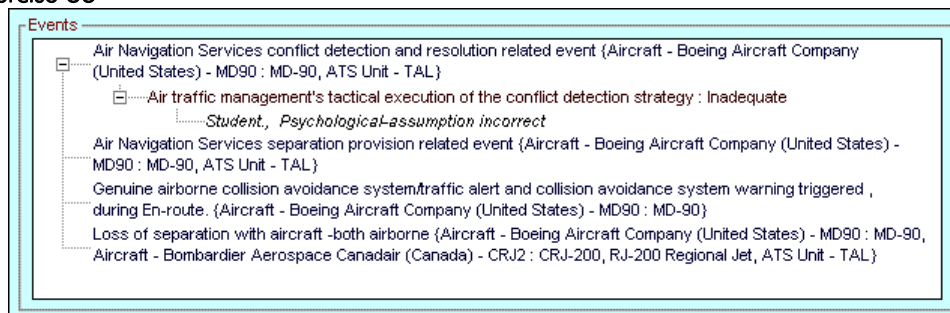 Events
Air Navigation Services conflict detection and resolution related event {Aircraft - Boeing Aircraft Company
(United States) - MD90 : MD-90, ATS Unit - TAL}
Air traffic management's tactical execution of the conflict detection strategy : Inadequate
Student., Psychological-assumption incorrect
Air Navigation Services separation provision related event {Aircraft - Boeing Aircraft Company (United States) -
MD90 : MD-90, ATS Unit - TAL}
Genuine airborne collision avoidance system/traffic alert and collision avoidance system warning triggered ,
during En-route. {Aircraft - Boeing Aircraft Company (United States) - MD90 : MD-90}
Loss of separation with aircraft -both airborne {Aircraft - Boeing Aircraft Company (United States) - MD90 : MD-90,
Aircraft - Bombardier Aerospace Canadair (Canada) - CRJ2 : CRJ-200, RJ-200 Regional Jet, ATS Unit - TAL}